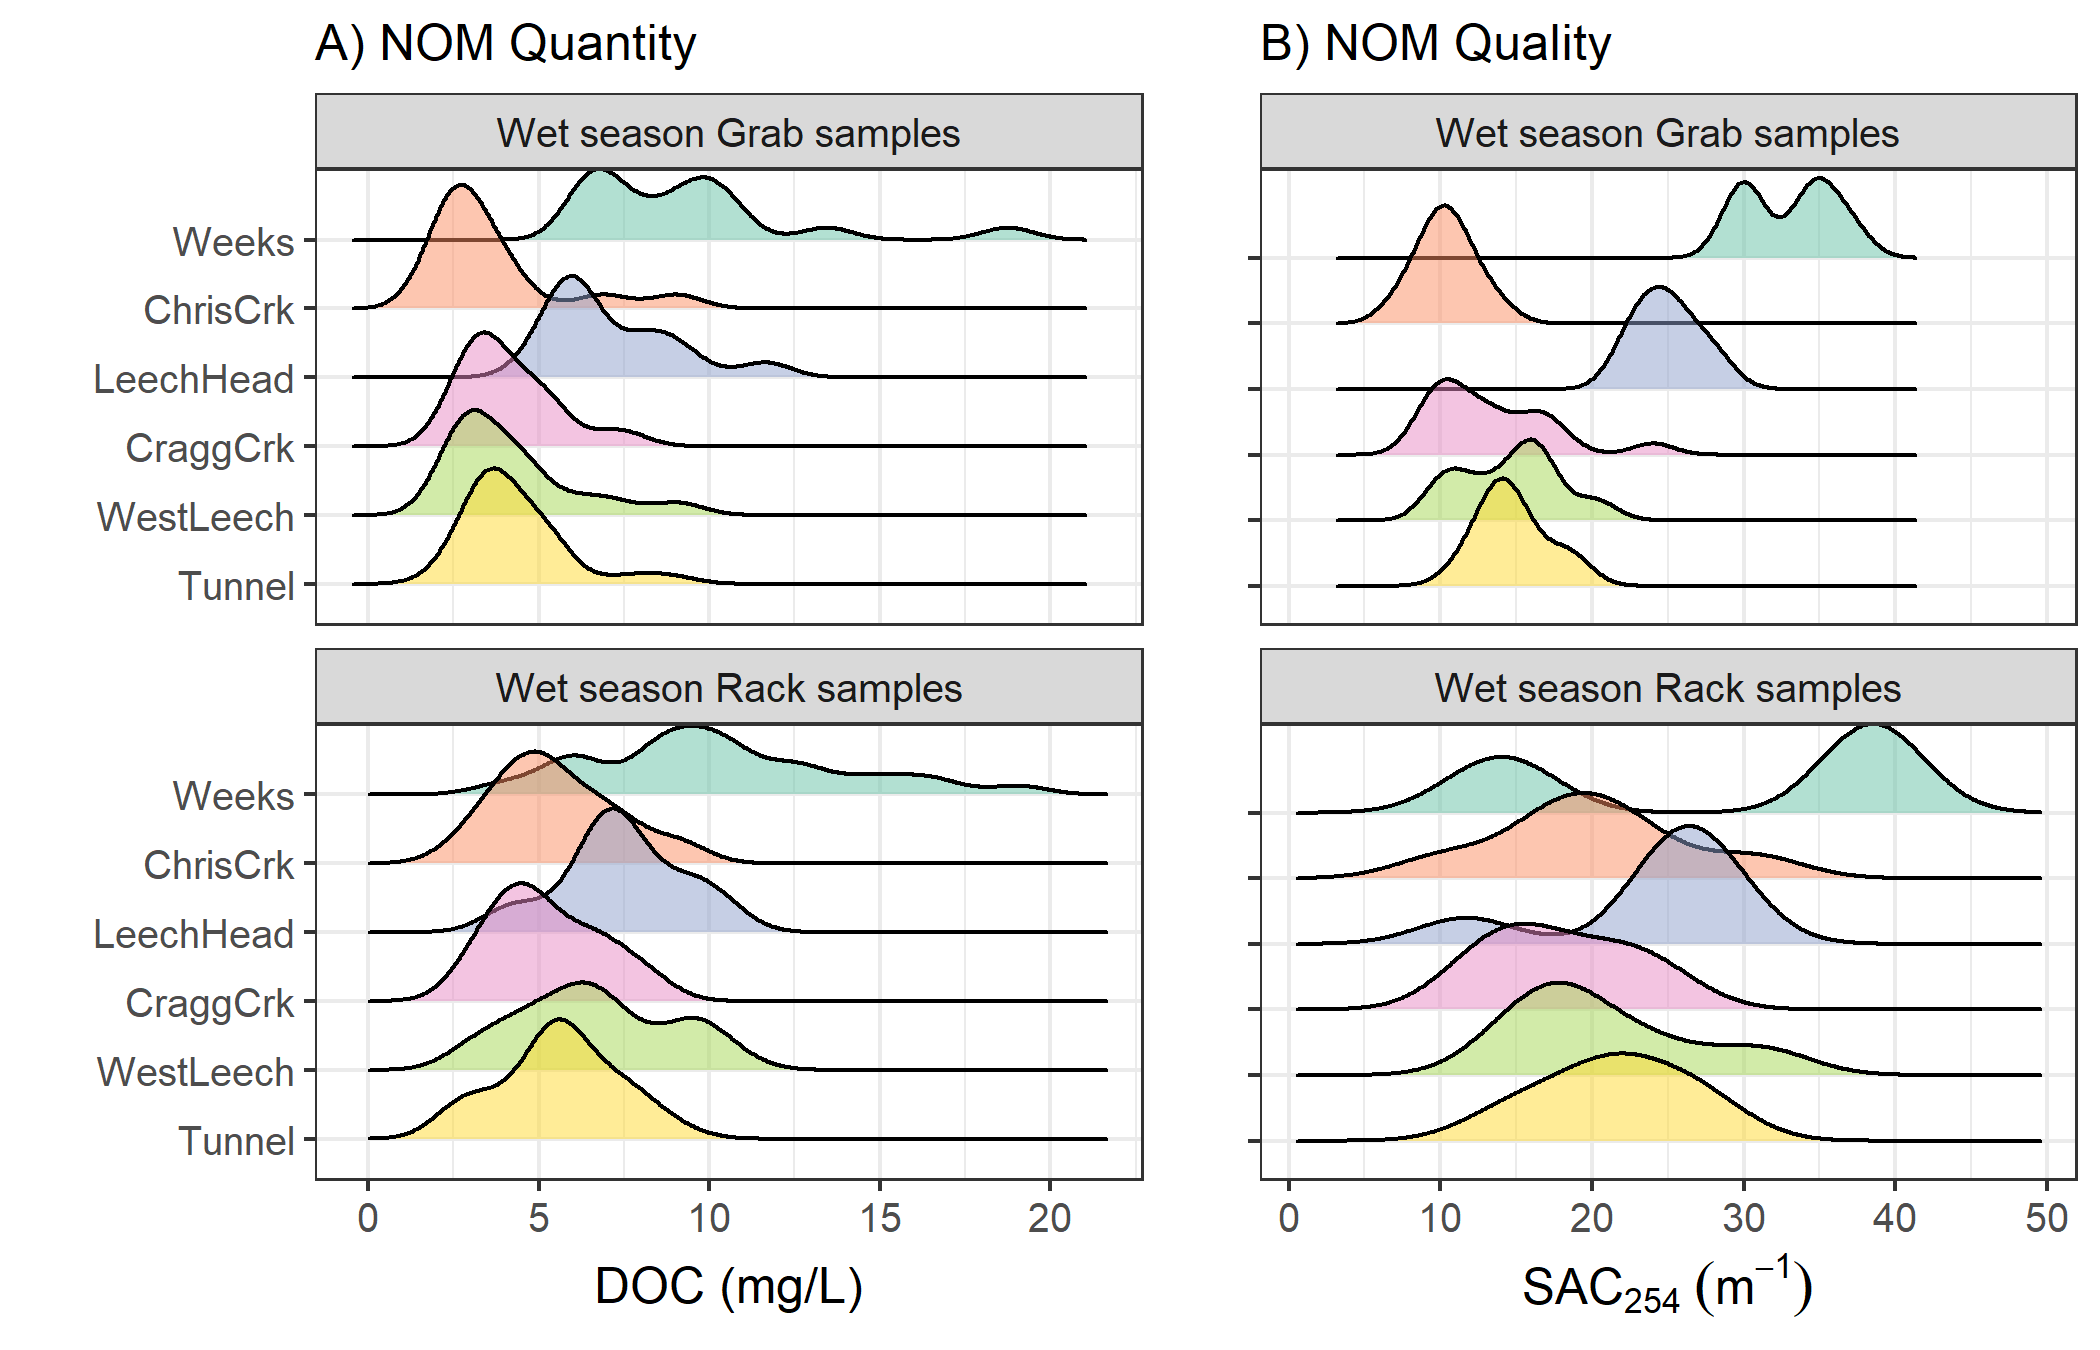 A) NOM Quantity
Wet season Grab samples
Weeks
ChrisCrk
LeechHead
CraggCrk
WestLeech
Tunnel
Wet season Rack samples
Weeks
ChrisCrk
LeechHead
CraggCrk
WestLeech
Tunnel
0 5 10 15 20
DOC (mg/L)
B) NOM Quality
Wet season Grab samples
Wet season Rack samples
0 10 20 30 40 50
SAC₂₅₄ (m⁻¹)